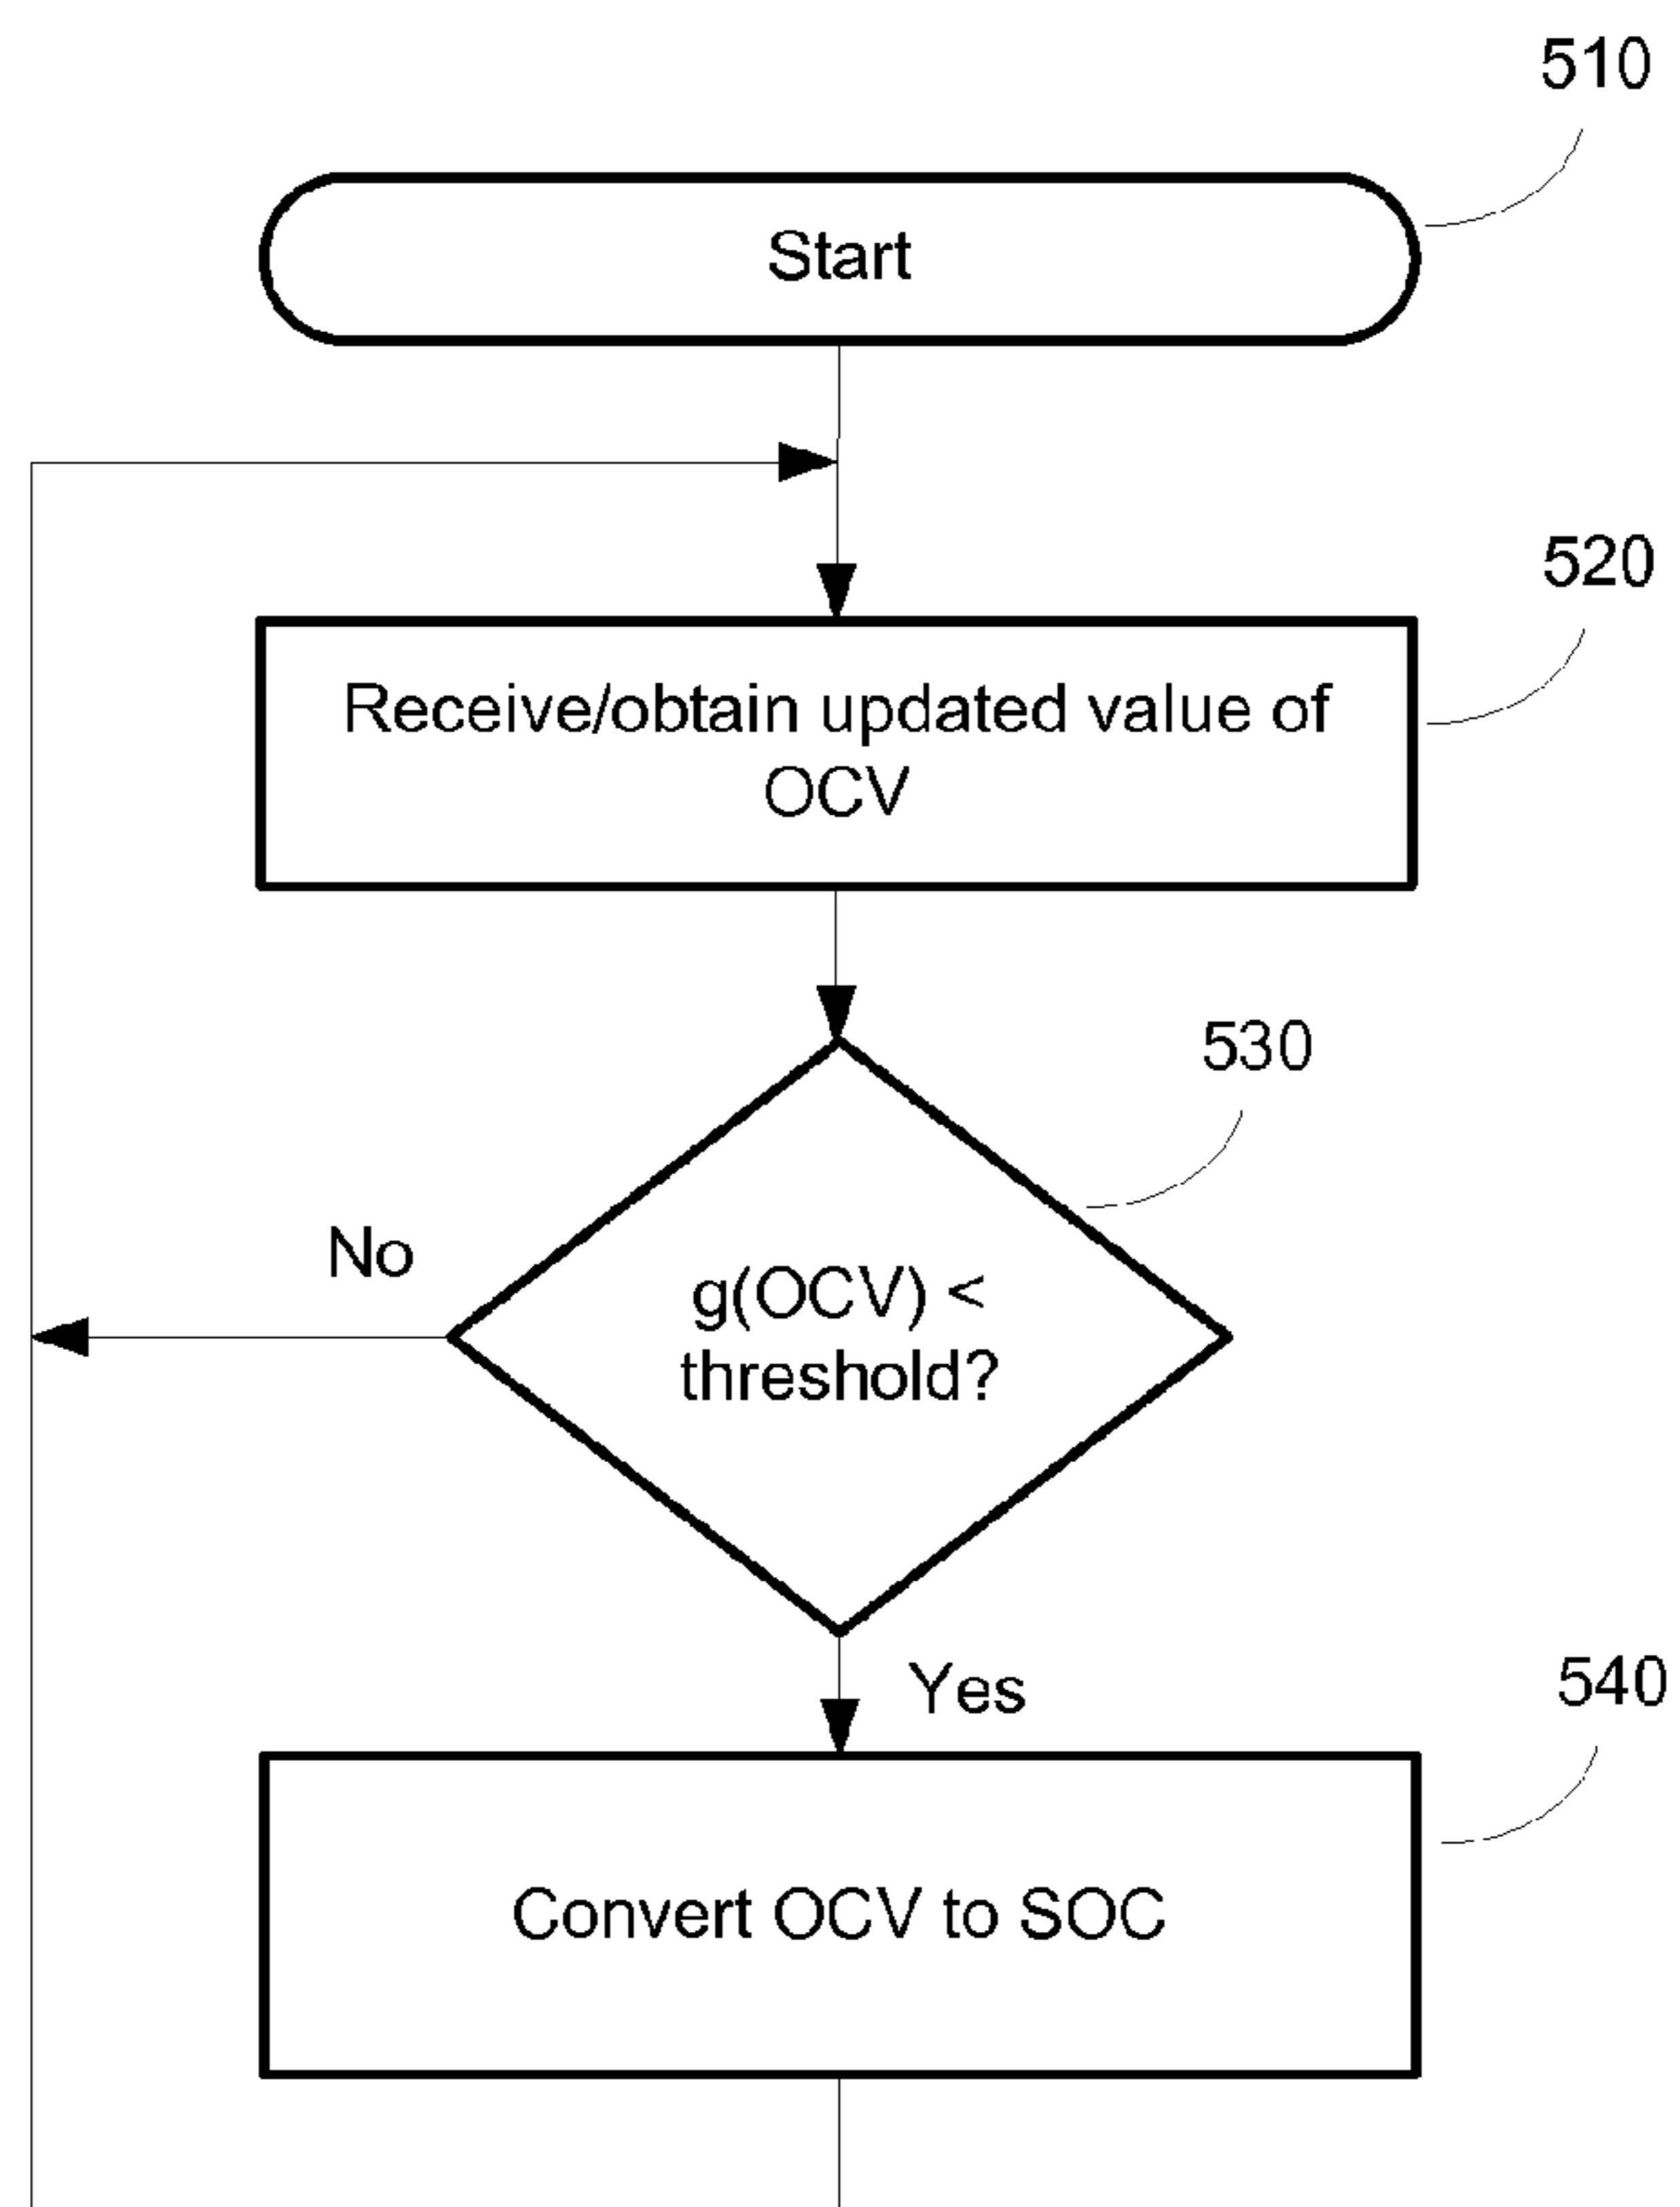 510
Start
520
Receive/obtain updated value of
OCV
530
No
g(OCV) <
threshold?
Yes
540
Convert OCV to SOC